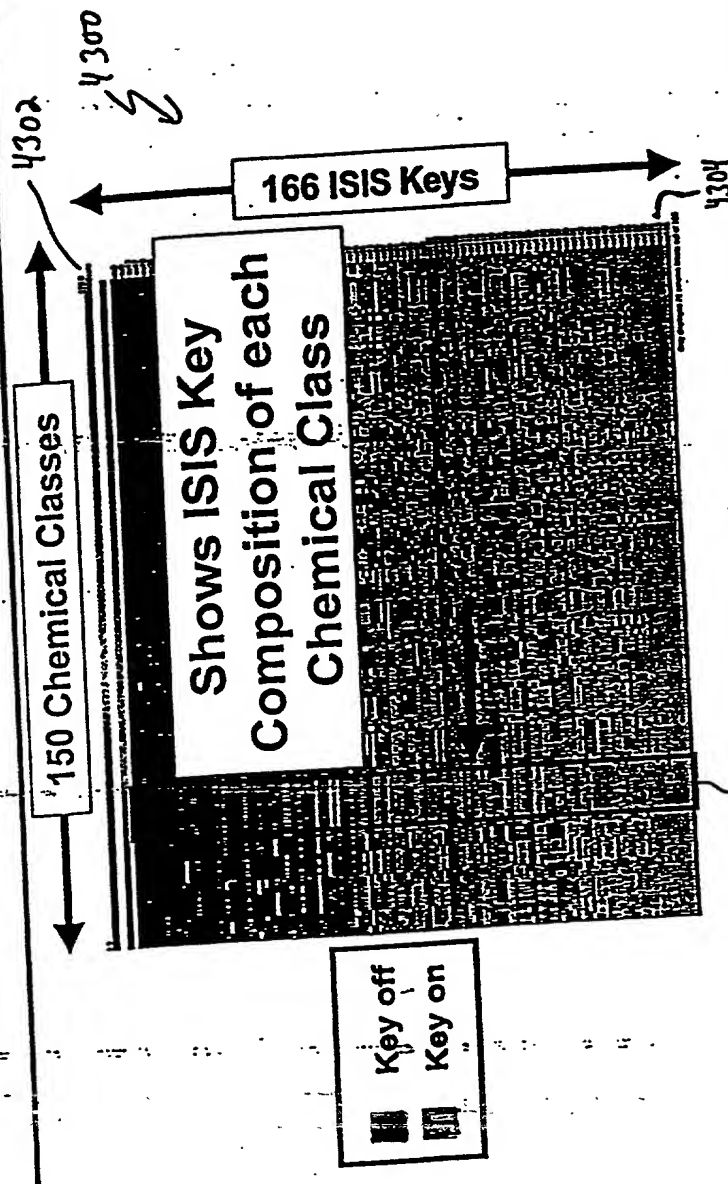 4302
4300
150 Chemical Classes
166 ISIS Keys
Shows ISIS Key
Composition of each
Chemical Class
Key off
Key on
4304